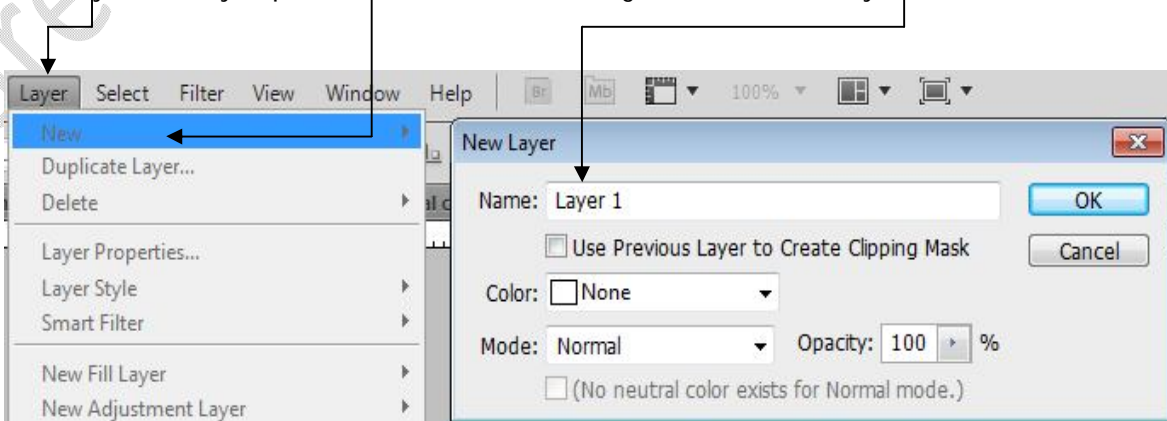 Layer Select Filter View Window Help Br Mb 100%
New
Duplicate Layer...
Delete
Layer Properties...
Layer Style
Smart Filter
New Fill Layer
New Adjustment Layer
New Layer
Name: Layer 1 OK
Use Previous Layer to Create Clipping Mask Cancel
Color: None
Mode: Normal Opacity: 100 %
(No neutral color exists for Normal mode.)